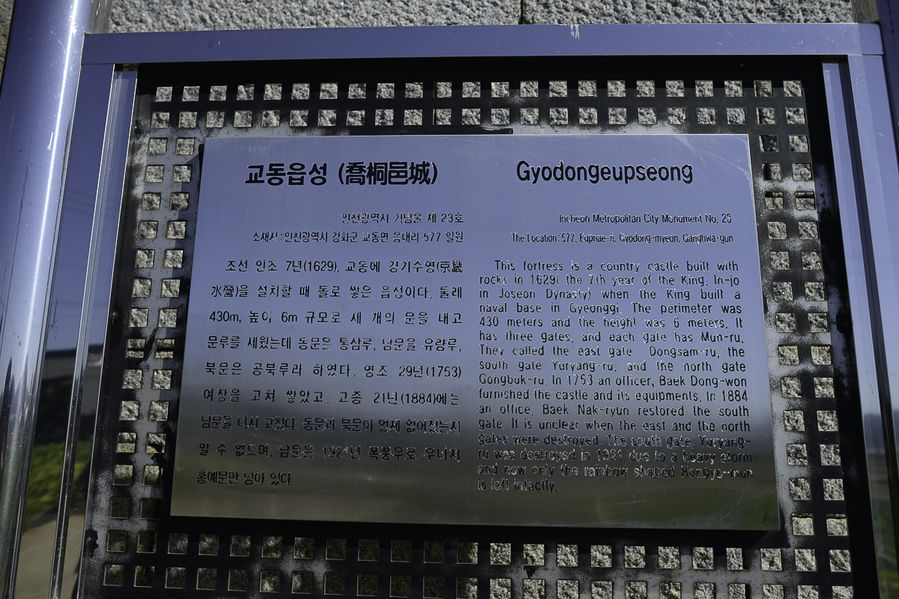 교동읍성 (喬桐邑城)
인천광역시 기념물 제 23호
소재지 : 인천광역시 강화군 교동면 읍내리 577 일원
조선 인조 7년(1629), 교동에 경기수영(京畿
水營)을 설치할 때 돌로 쌓은 읍성이다. 둘레
430m, 높이 6m 규모로 세 개의 문을 내고
문루를 세웠는데 동문은 통삼루, 남문을 유량루,
북문은 공북루라 하였다. 영조 29년(1753)
여장을 고쳐 쌓았고, 고종 21년(1884)에는
남문을 다시 고쳤다. 동문과 북문이 언제 없어졌는지
알 수 없으며, 남문을 1921년 폭풍우로 무너져
홍예문만 남아 있다.
Gyodongeupseong
Incheon Metropolitan City Monument No. 23
The Location: 577, Eupnae-ri, Gyodong-myeon, Ganghwa-gun
This fortress is a country castle built with
rocks in 1629( the 7th year of the King, In-jo
in Joseon Dynasty) when the King built a
naval base in Gyeonggi. The perimeter was
430 meters and the height was 6 meters. It
has three gates, and each gate has Mun-ru.
They called the east gate Dongsam-ru, the
south gate Yuryang-ru, and the north gate
Gongbuk-ru. In 1753 an officer, Baek Dong-won
furnished the castle and its equipments. In 1884
an office, Baek Nak-ryun restored the south
gate. It is unclear when the east and the north
gates were destroyed. The south gate, Yuryang-
ru was destroyed in 1921 due to a heavy storm
and now only the rainbow shaped Hongye-mun
is left intactly.